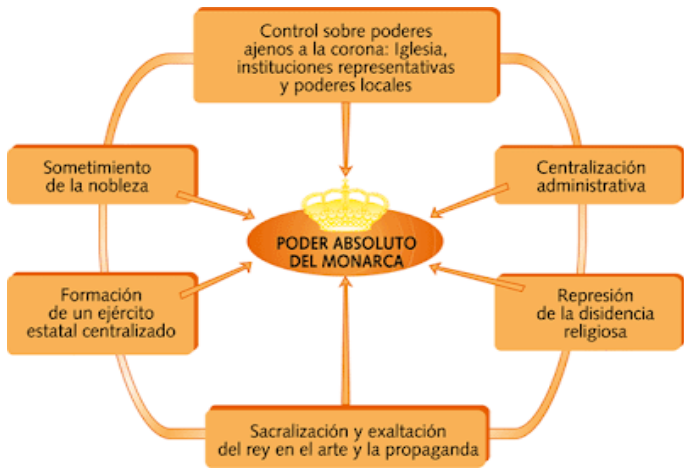 Control sobre poderes
ajenos a la corona: Iglesia,
instituciones representativas
y poderes locales
Sometimiento
de la nobleza
Centralización
administrativa
PODER ABSOLUTO
DEL MONARCA
Formación
de un ejército
estatal centralizado
Represión
de la disidencia
religiosa
Sacralización y exaltación
del rey en el arte y la propaganda